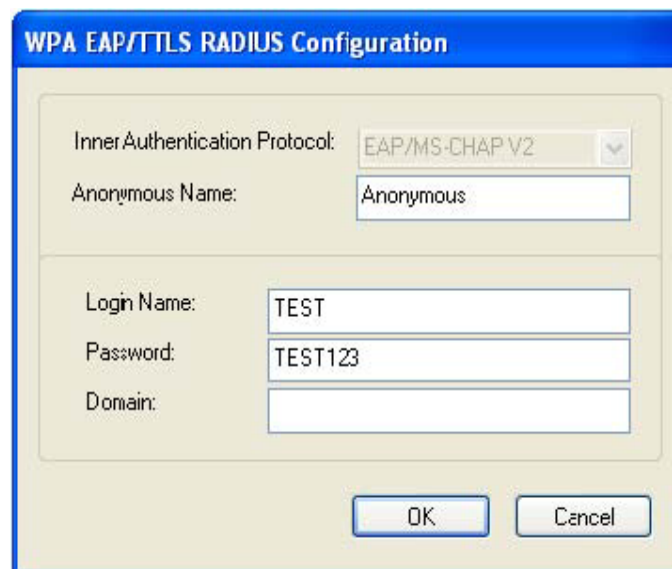 WPA EAP/TTLS RADIUS Configuration
Inner Authentication Protocol: EAP/MS-CHAP V2
Anonymous Name: Anonymous
Login Name: TEST
Password: TEST123
Domain:
OK Cancel